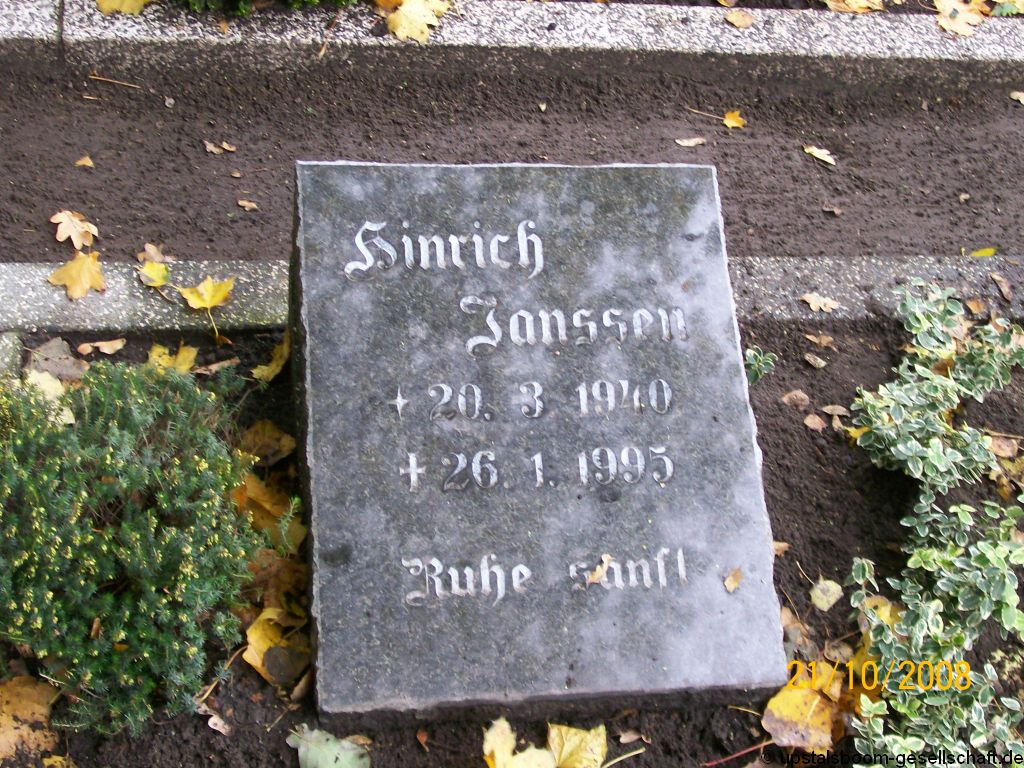 Hinrich
Janssen
✦ 20. 3. 1940
✝ 26. 1. 1995
Ruhe sanft
21/10/2008
© upstalsboom-gesellschaft.de